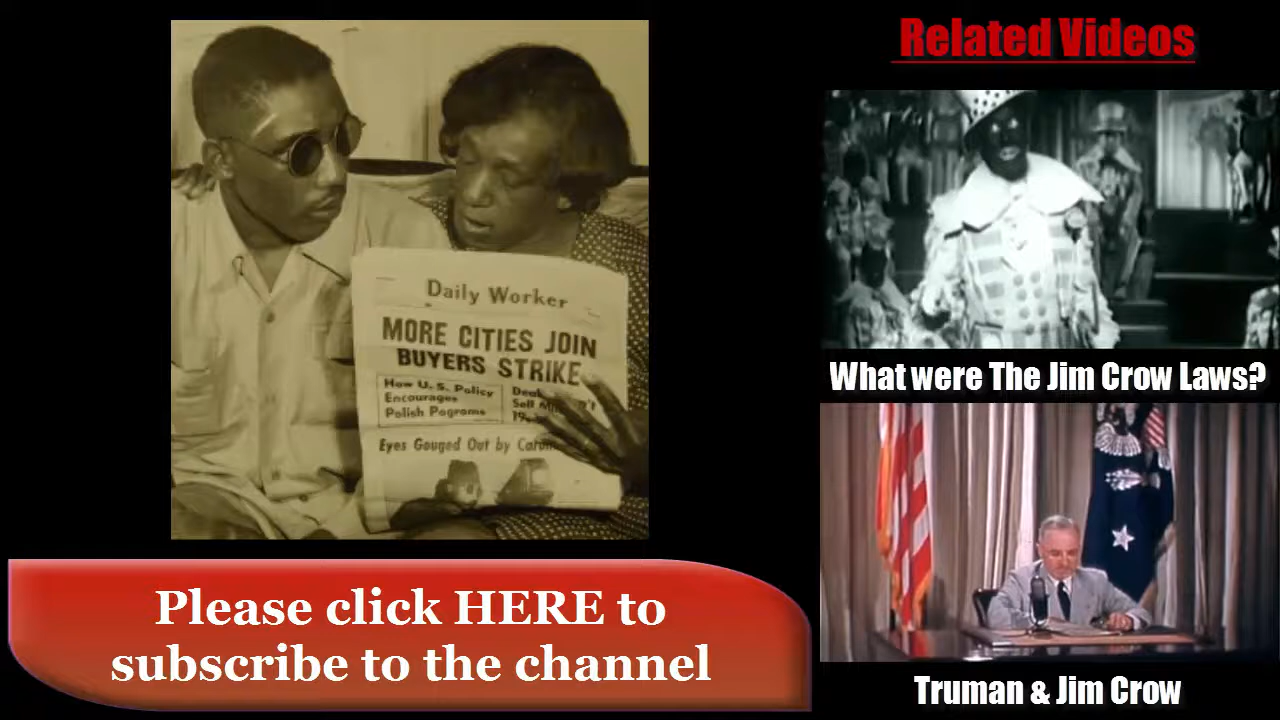 Related Videos
Daily Worker
MORE CITIES JOIN
BUYERS STRIKE
How U. S. Policy
Encourages
Polish Pogroms
Eyes Gouged Out by
What were The Jim Crow Laws?
Please click HERE to
subscribe to the channel
Truman & Jim Crow